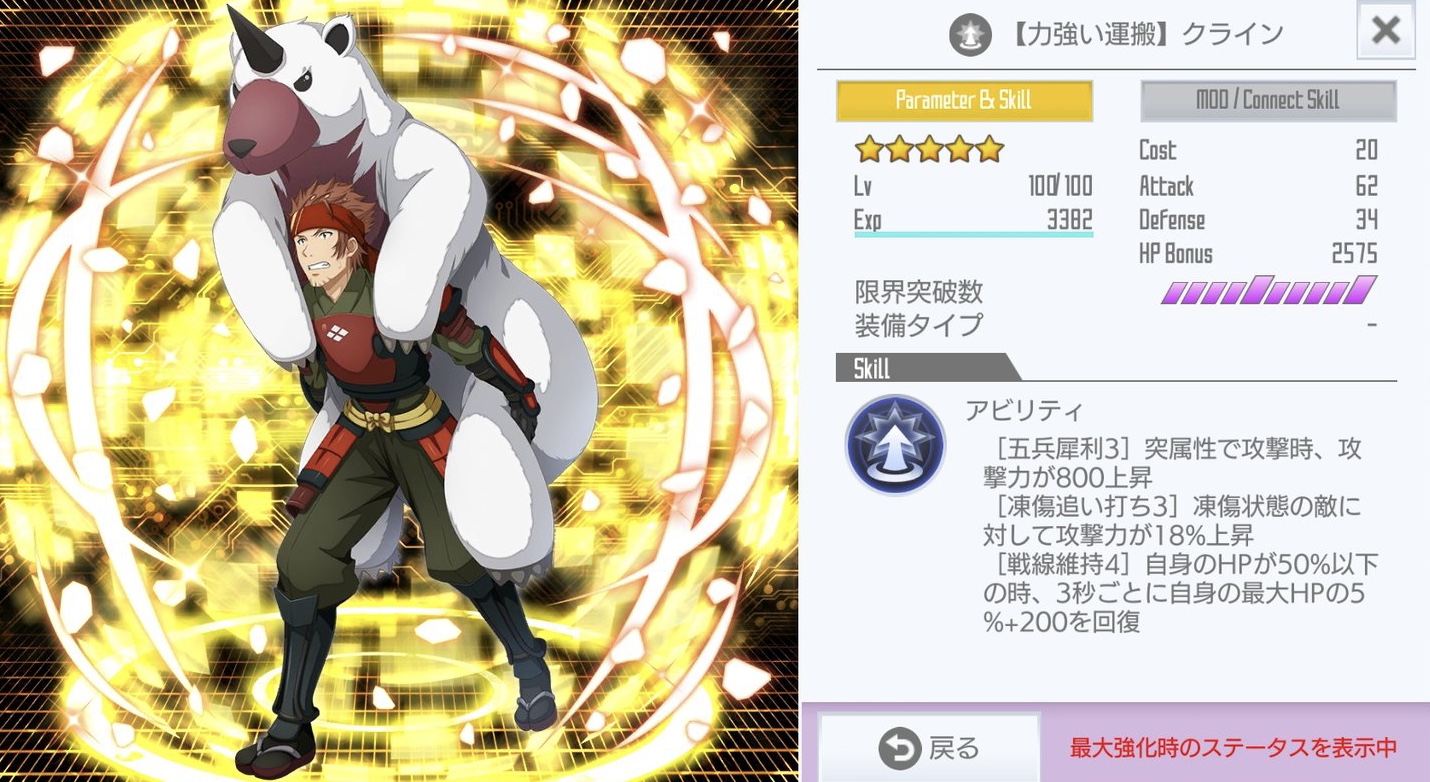 【力強い運搬】クライン
Parameter & Skill
MOD / Connect Skill
Lv 100/100
Exp 3382
Cost 20
Attack 62
Defense 34
HP Bonus 2575
限界突破数
装備タイプ -
Skill
アビリティ
［五兵犀利3］突属性で攻撃時、攻
撃力が800上昇
［凍傷追い打ち3］凍傷状態の敵に
対して攻撃力が18%上昇
［戦線維持4］自身のHPが50%以下
の時、3秒ごとに自身の最大HPの5
%+200を回復
戻る
最大強化時のステータスを表示中